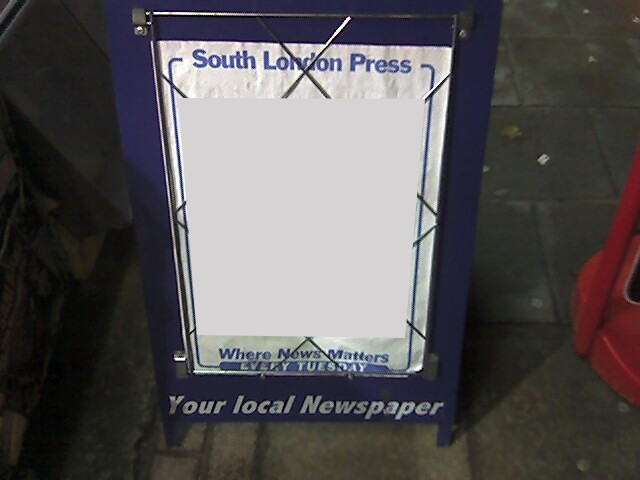 South London Press
Where News Matters
EVERY TUESDAY
Your local Newspaper